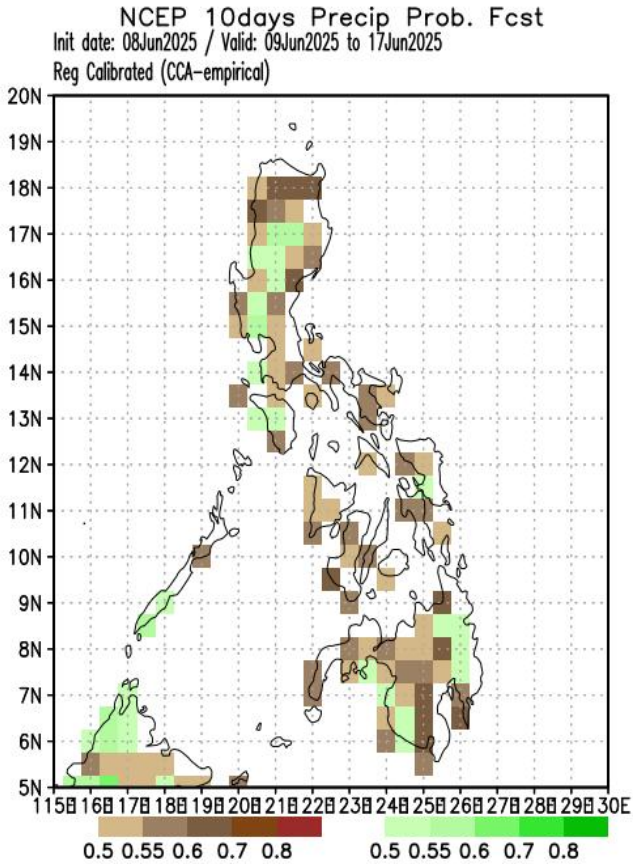 NCEP 10days Precip Prob. Fcst
Init date: 08Jun2025 / Valid: 09Jun2025 to 17Jun2025
Reg Calibrated (CCA-empirical)
20N
19N
18N
17N
16N
15N
14N
13N
12N
11N
10N
9N
8N
7N
6N
5N
115E 116E 117E 118E 119E 120E 121E 122E 123E 124E 125E 126E 127E 128E 129E 130E
0.5 0.55 0.6 0.7 0.8 0.5 0.55 0.6 0.7 0.8